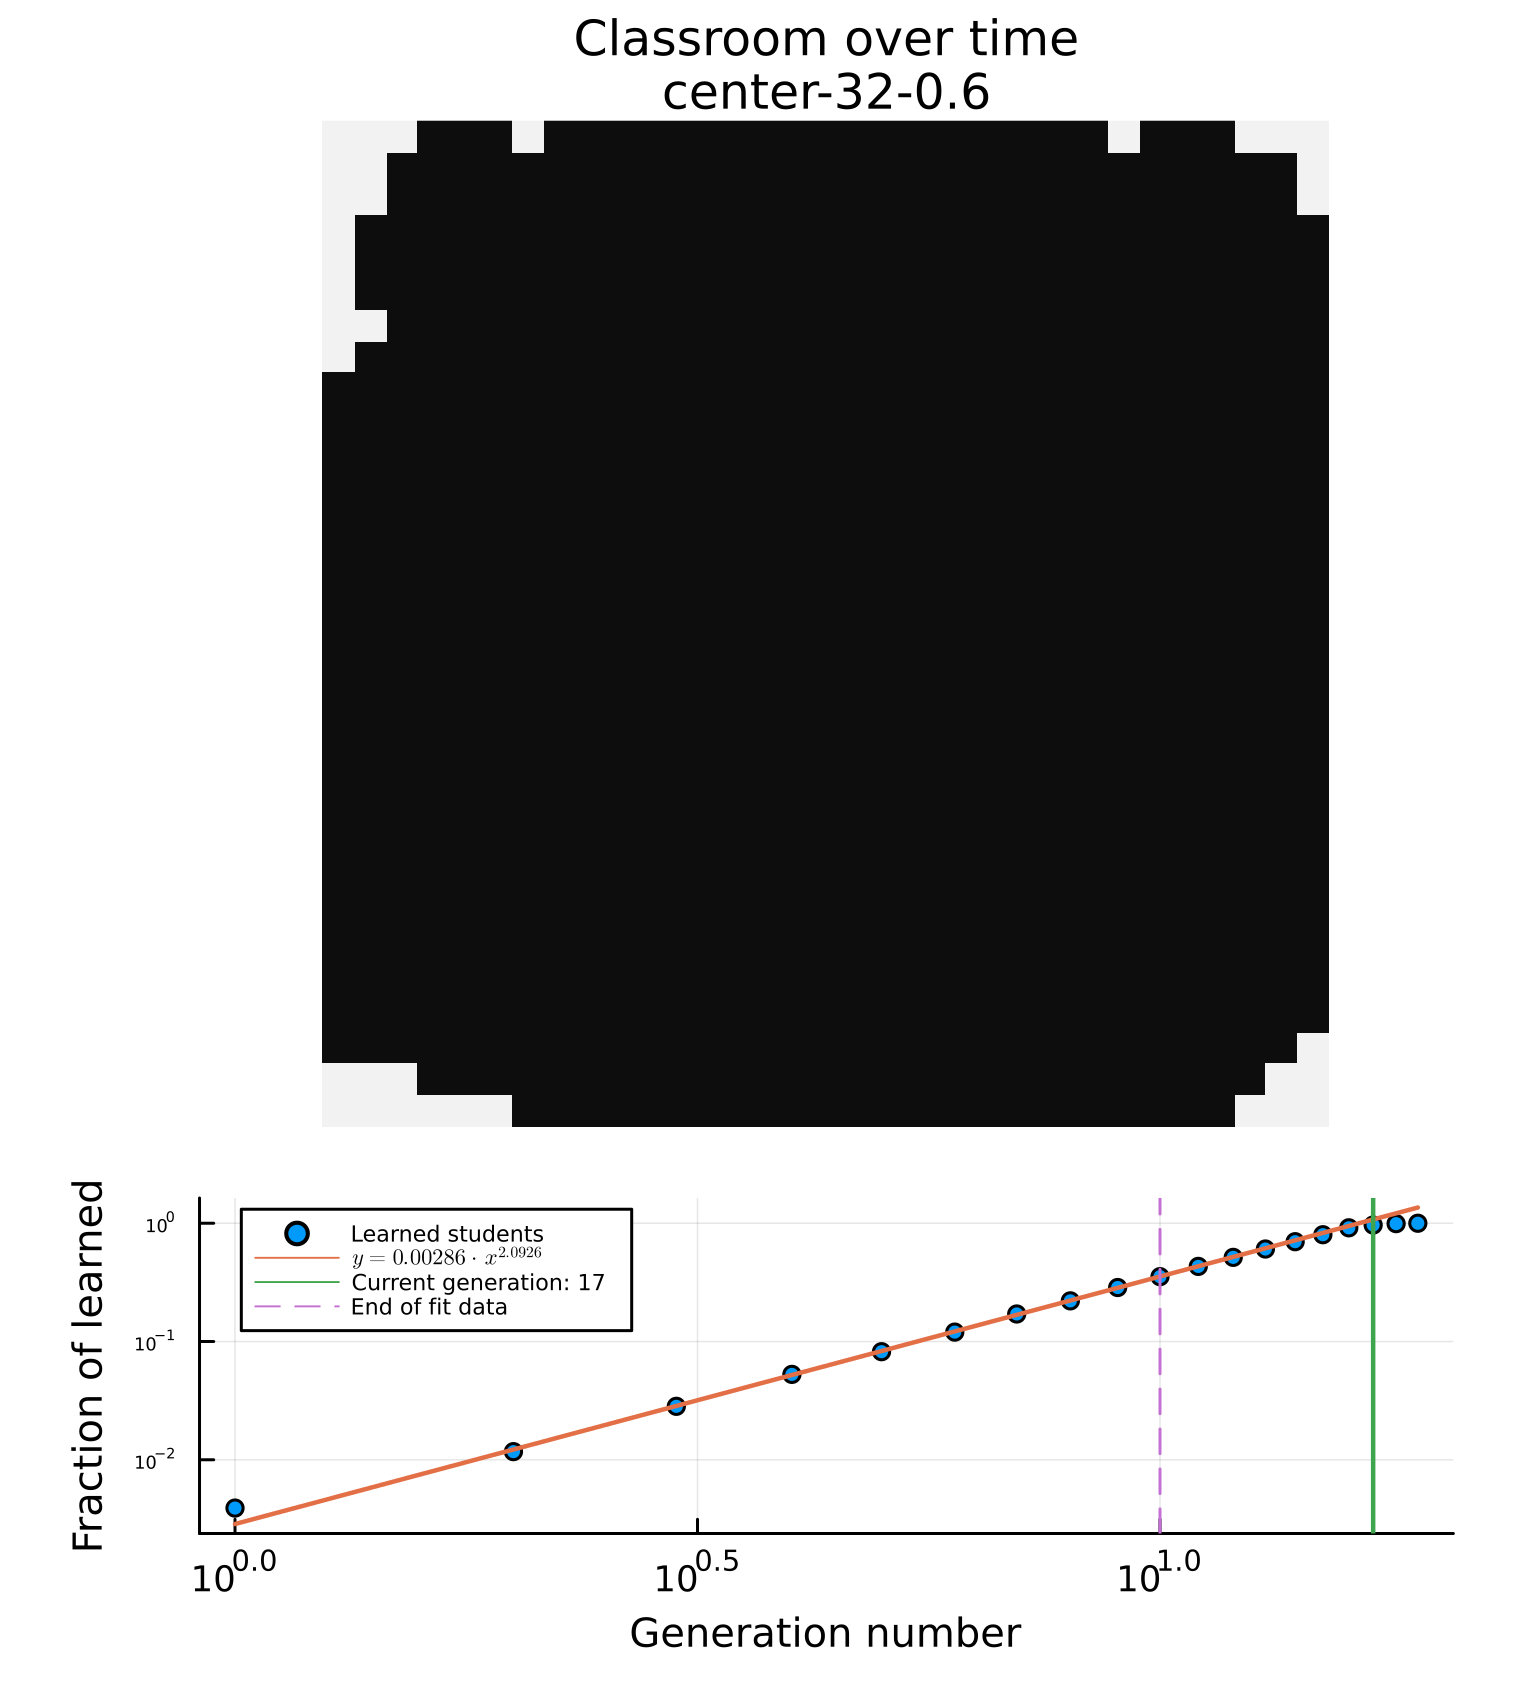 Classroom over time
center-32-0.6
Fraction of learned
10^0
10^−1
10^−2
Learned students
y = 0.00286 · x^2.0926
Current generation: 17
End of fit data
10^0.0 10^0.5 10^1.0
Generation number